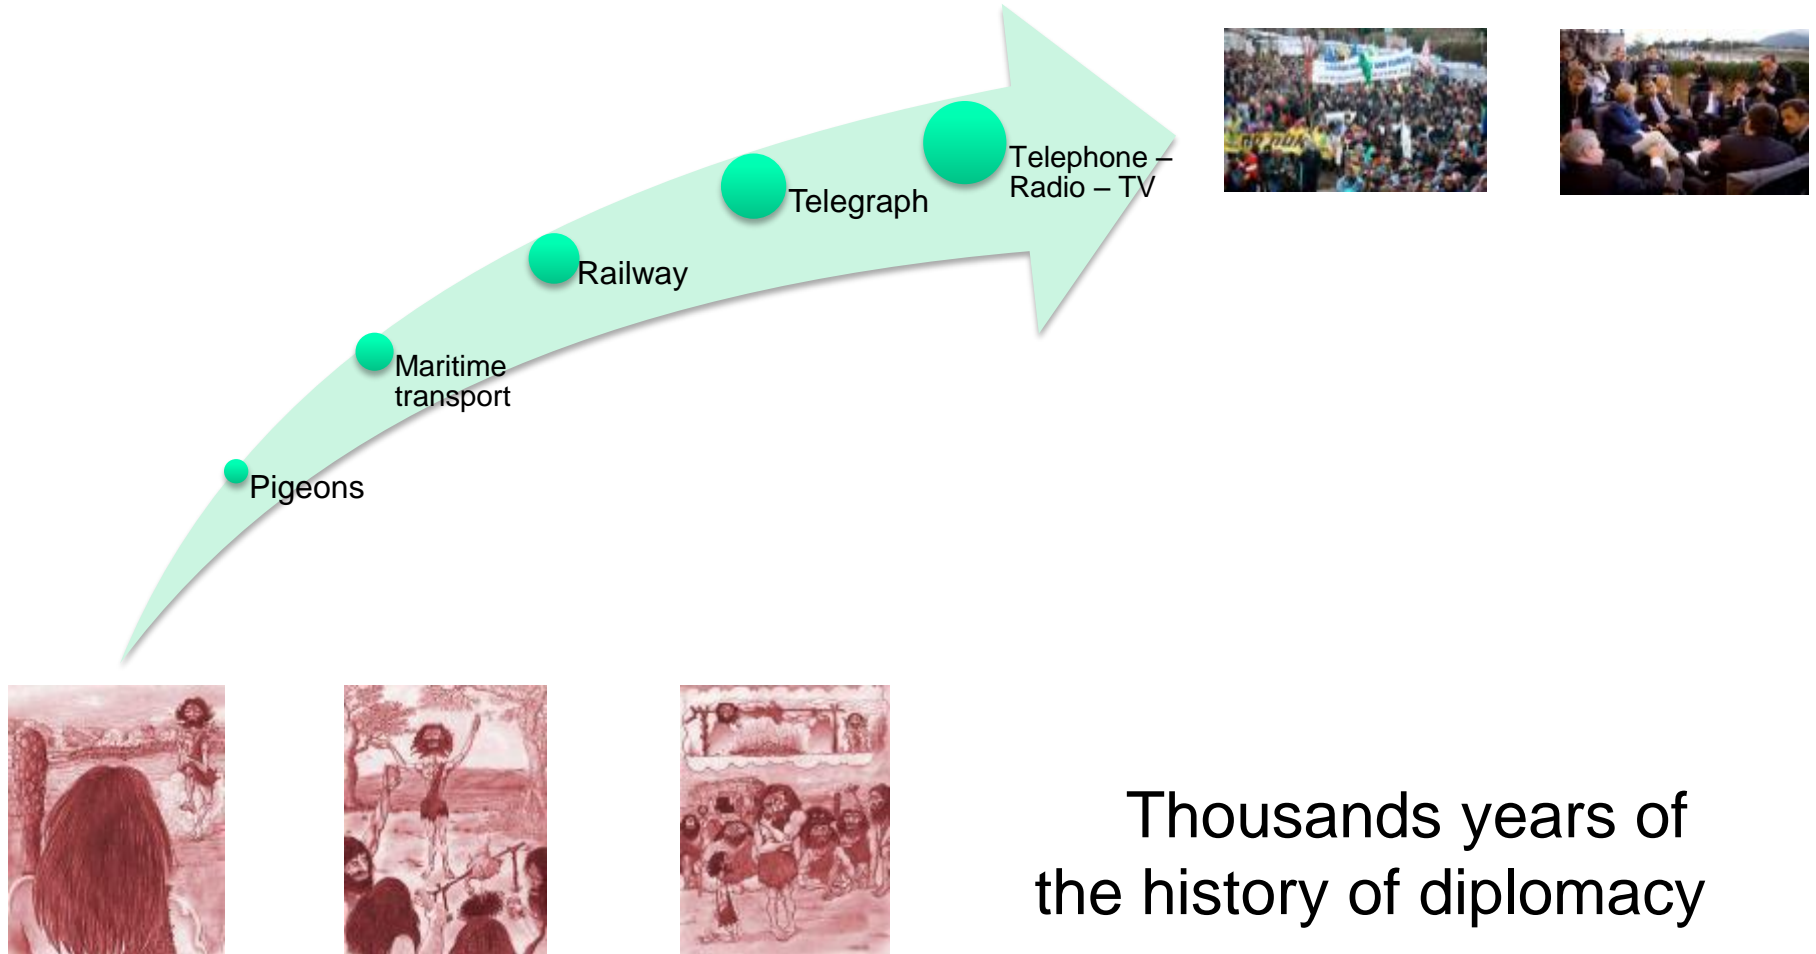 Telephone –
Radio – TV
Telegraph
Railway
Maritime
transport
Pigeons
Thousands years of
the history of diplomacy